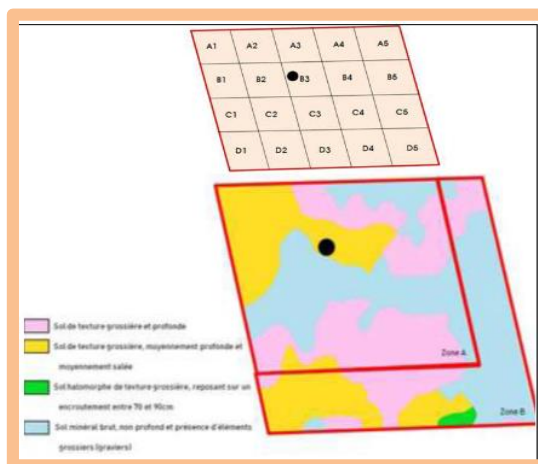 A1 A2 A3 A4 A5
B1 B2 B3 B4 B5
C1 C2 C3 C4 C5
D1 D2 D3 D4 D5
Sol de texture grossière et profonde
Sol de texture grossière, moyennement profonde et
moyennement salée
Sol halomorphe de texture grossière, reposant sur un
encroutement entre 70 et 90cm
Sol minéral brut, non profond et présence d'éléments
grossiers (graviers)
Zone A
Zone B